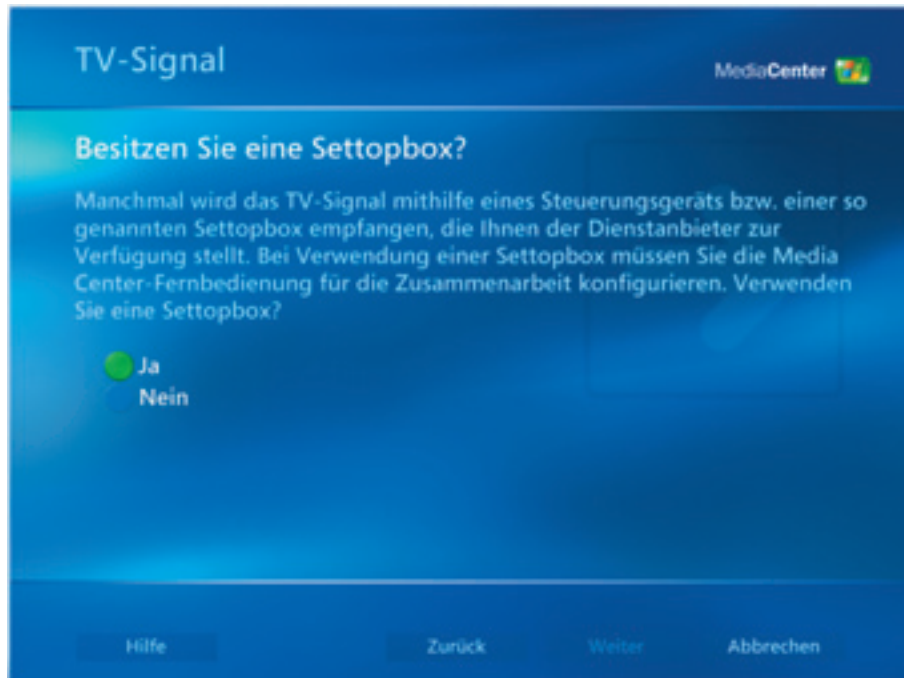 TV-Signal
MediaCenter
Besitzen Sie eine Settopbox?
Manchmal wird das TV-Signal mithilfe eines Steuerungsgeräts bzw. einer so
genannten Settopbox empfangen, die Ihnen der Dienstanbieter zur
Verfügung stellt. Bei Verwendung einer Settopbox müssen Sie die Media
Center-Fernbedienung für die Zusammenarbeit konfigurieren. Verwenden
Sie eine Settopbox?
Ja
Nein
Hilfe Zurück Weiter Abbrechen